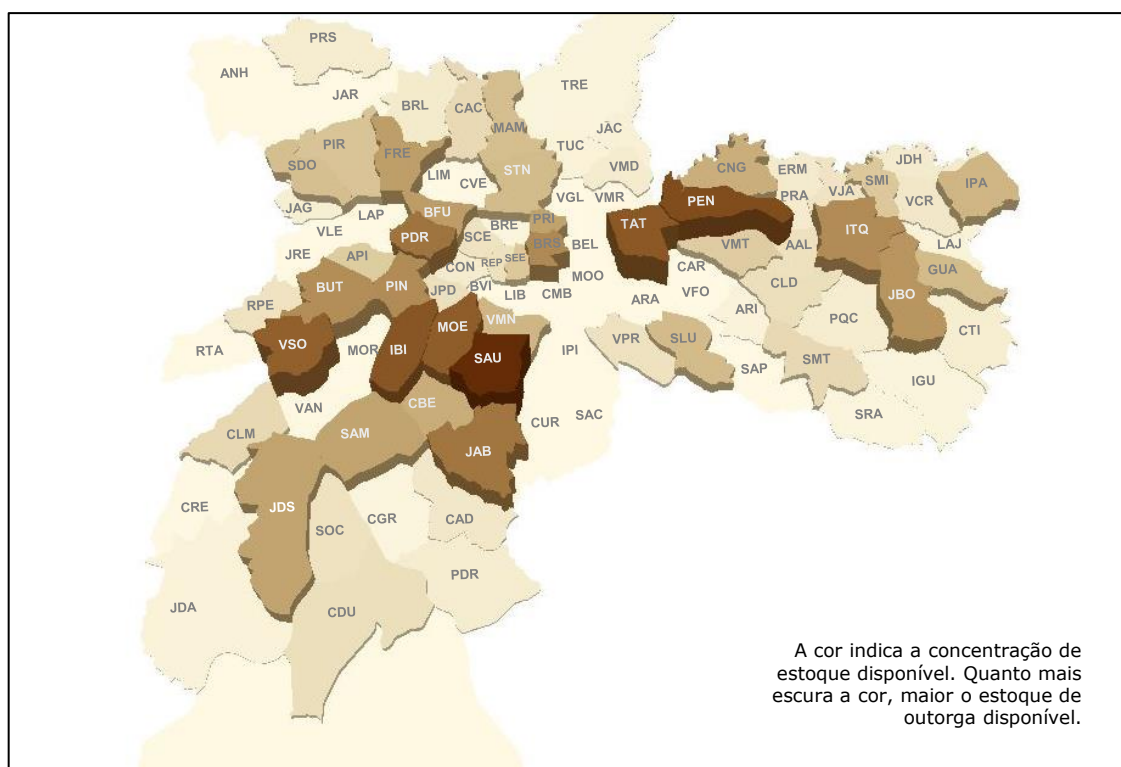 PRS
ANH
JAR
BRL
CAC
MAM
TRE
JAC
TUC
VMD
PIR
SDO
FRE
LIM
CVE
STN
VGL
VMR
CNG
ERM
PRA
VJA
SMI
JDH
VCR
IPA
JAG
LAP
BFU
BRE
PRI
PEN
VLE
PDR
SCE
BRS
BEL
TAT
ITQ
LAJ
JRE
API
CON
REP
SEE
MOO
VMT
AAL
GUA
BUT
PIN
JPD
BVI
LIB
CMB
CAR
VFO
CLD
JBO
RPE
ARA
ARI
PQC
CTI
RTA
VSO
MOR
IBI
MOE
VMN
SAU
IPI
VPR
SLU
SAP
SMT
IGU
VAN
CBE
SRA
CLM
SAM
JAB
CUR
SAC
CRE
JDS
SOC
CGR
CAD
JDA
CDU
PDR
A cor indica a concentração de
estoque disponível. Quanto mais
escura a cor, maior o estoque de
outorga disponível.